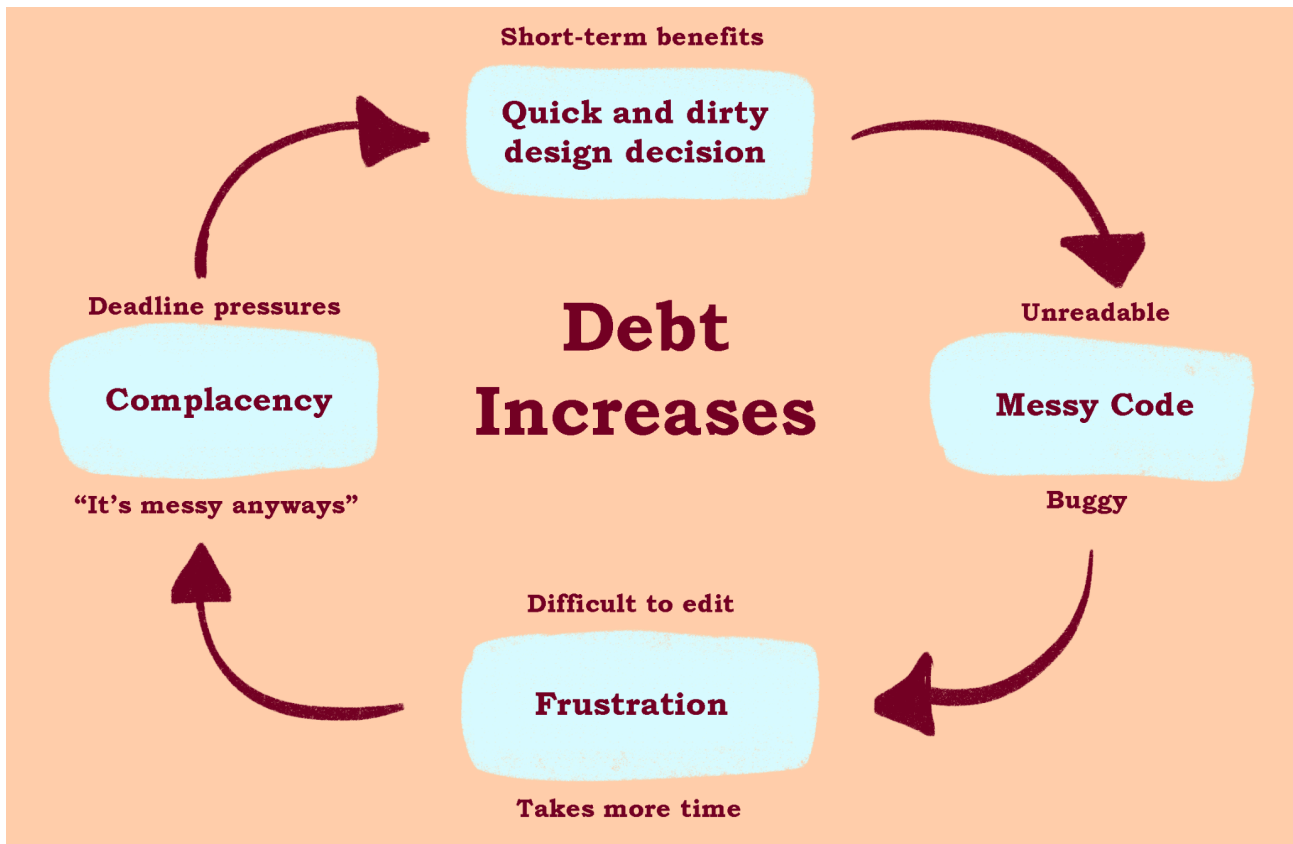 Short-term benefits
Quick and dirty
design decision
Deadline pressures
Complacency
“It’s messy anyways”
Debt
Increases
Unreadable
Messy Code
Buggy
Difficult to edit
Frustration
Takes more time